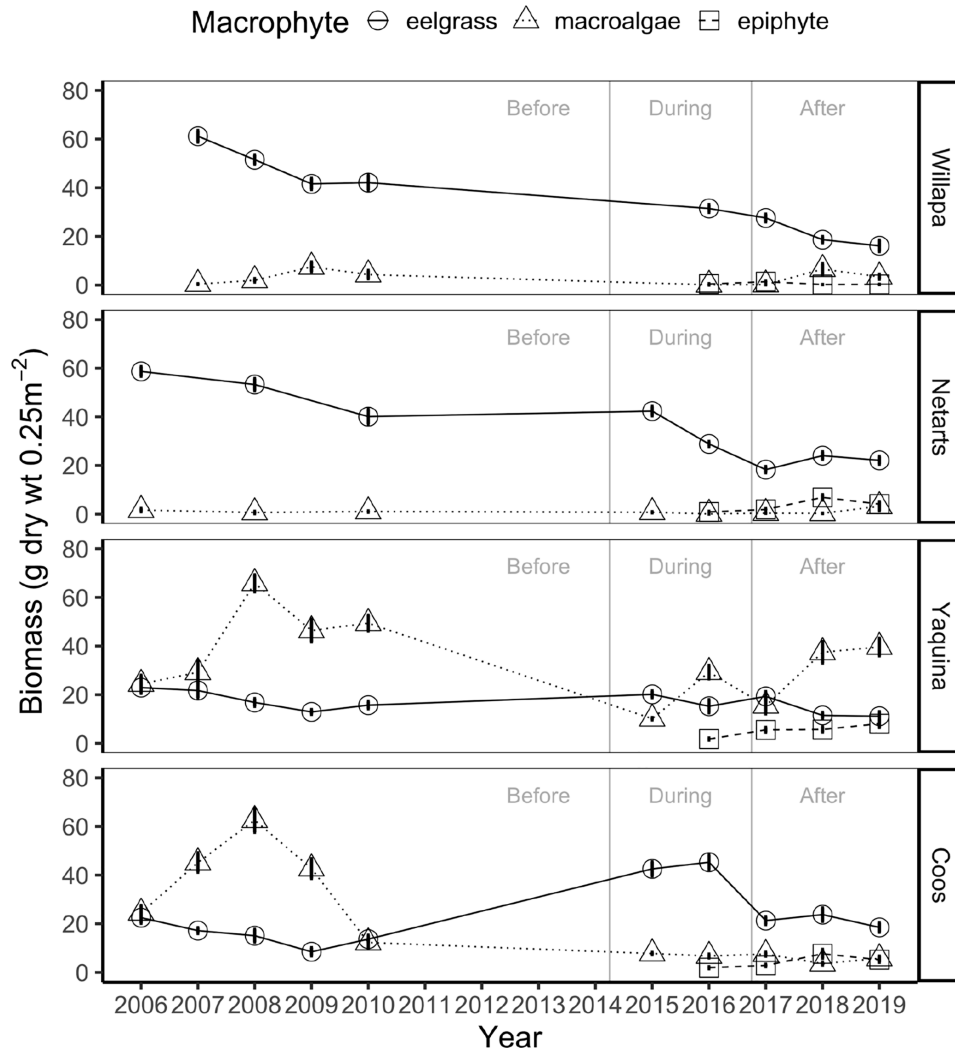 Macrophyte eelgrass macroalgae epiphyte
Biomass (g dry wt 0.25m⁻²)
80
60
40
20
0
Before During After
Willapa
80
60
40
20
0
Before During After
Netarts
80
60
40
20
0
Before During After
Yaquina
80
60
40
20
0
Before During After
Coos
2006 2007 2008 2009 2010 2011 2012 2013 2014 2015 2016 2017 2018 2019
Year